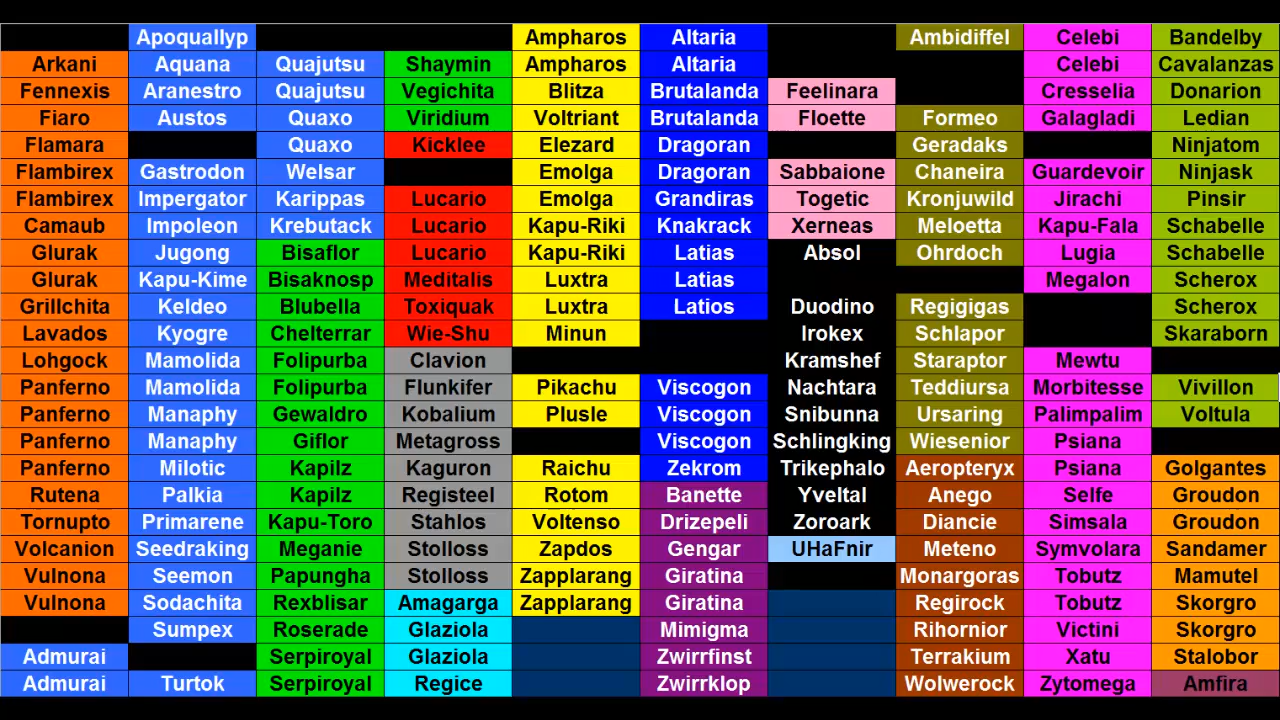 Apoquallyp Ampharos Altaria Ambidiffel Celebi Bandelby
Arkani Aquana Quajutsu Shaymin Ampharos Altaria Celebi Cavalanzas
Fennexis Aranestro Quajutsu Vegichita Blitza Brutalanda Feelinara Cresselia Donarion
Fiaro Austos Quaxo Viridium Voltriant Brutalanda Floette Formeo Galagladi Ledian
Flamara Quaxo Kicklee Elezard Dragoran Geradaks Ninjatom
Flambirex Gastrodon Welsar Emolga Dragoran Sabbaione Chaneira Guardevoir Ninjask
Flambirex Impergator Karippas Lucario Emolga Grandiras Togetic Kronjuwild Jirachi Pinsir
Camaub Impoleon Krebutack Lucario Kapu-Riki Knakrack Xerneas Meloetta Kapu-Fala Schabelle
Glurak Jugong Bisaflor Lucario Kapu-Riki Latias Absol Ohrdoch Lugia Schabelle
Glurak Kapu-Kime Bisaknosp Meditalis Luxtra Latias Megalon Scherox
Grillchita Keldeo Blubella Toxiquak Luxtra Latios Duodino Regigigas Scherox
Lavados Kyogre Chelterrar Wie-Shu Minun Irokex Schlapor Skaraborn
Lohgock Mamolida Folipurba Clavion Kramshef Staraptor Mewtu
Panferno Mamolida Folipurba Flunkifer Pikachu Viscogon Nachtara Teddiursa Morbitesse Vivillon
Panferno Manaphy Gewaldro Kobalium Plusle Viscogon Snibunna Ursaring Palimpalim Voltula
Panferno Manaphy Giflor Metagross Viscogon Schlingking Wiesenior Psiana
Panferno Milotic Kapilz Kaguron Raichu Zekrom Trikephalo Aeropteryx Psiana Golgantes
Rutena Palkia Kapilz Registeel Rotom Banette Yveltal Anego Selfe Groudon
Tornupto Primarene Kapu-Toro Stahlos Voltenso Drizepeli Zoroark Diancie Simsala Groudon
Volcanion Seedraking Meganie Stolloss Zapdos Gengar UHaFnir Meteno Symvolara Sandamer
Vulnona Seemon Papungha Stolloss Zapplarang Giratina Monargoras Tobutz Mamutel
Vulnona Sodachita Rexblisar Amagarga Zapplarang Giratina Regirock Tobutz Skorgro
Sumpex Roserade Glaziola Mimigma Rihornior Victini Skorgro
Admurai Serpiroyal Glaziola Zwirrfinst Terrakium Xatu Stalobor
Admurai Turtok Serpiroyal Regice Zwirrklop Wolwerock Zytomega Amfira